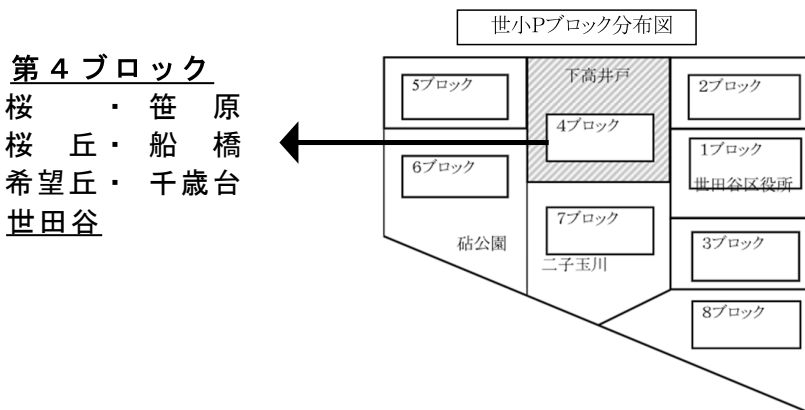 世小Pブロック分布図
第4ブロック
桜 ・ 笹 原
桜 丘・ 船 橋
希望丘・ 千歳台
世田谷
5ブロック
下高井戸
2ブロック
4ブロック
1ブロック
世田谷区役所
6ブロック
7ブロック
砧公園
二子玉川
3ブロック
8ブロック